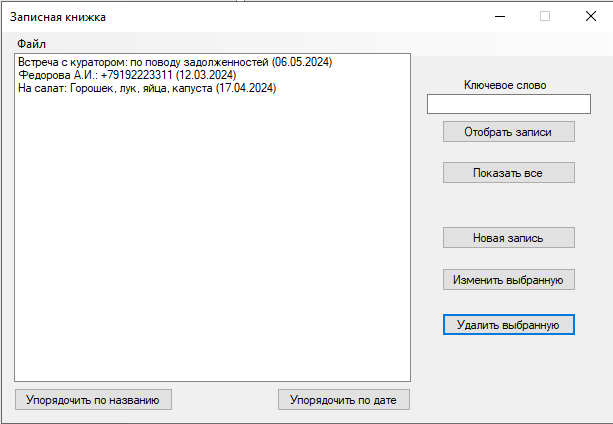 Записная книжка
Файл
Встреча с куратором: по поводу задолженностей (06.05.2024)
Федорова А.И.: +79192223311 (12.03.2024)
На салат: Горошек, лук, яйца, капуста (17.04.2024)
Ключевое слово
Отобрать записи
Показать все
Новая запись
Изменить выбранную
Удалить выбранную
Упорядочить по названию
Упорядочить по дате